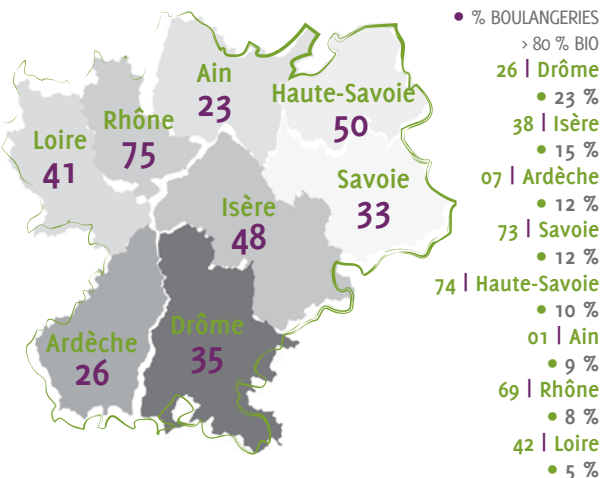 Ain
23
Haute-Savoie
50
Rhône
75
Loire
41
Savoie
33
Isère
48
Drôme
35
Ardèche
26
• % BOULANGERIES
> 80 % BIO
26 | Drôme
• 23 %
38 | Isère
• 15 %
07 | Ardèche
• 12 %
73 | Savoie
• 12 %
74 | Haute-Savoie
• 10 %
01 | Ain
• 9 %
69 | Rhône
• 8 %
42 | Loire
• 5 %